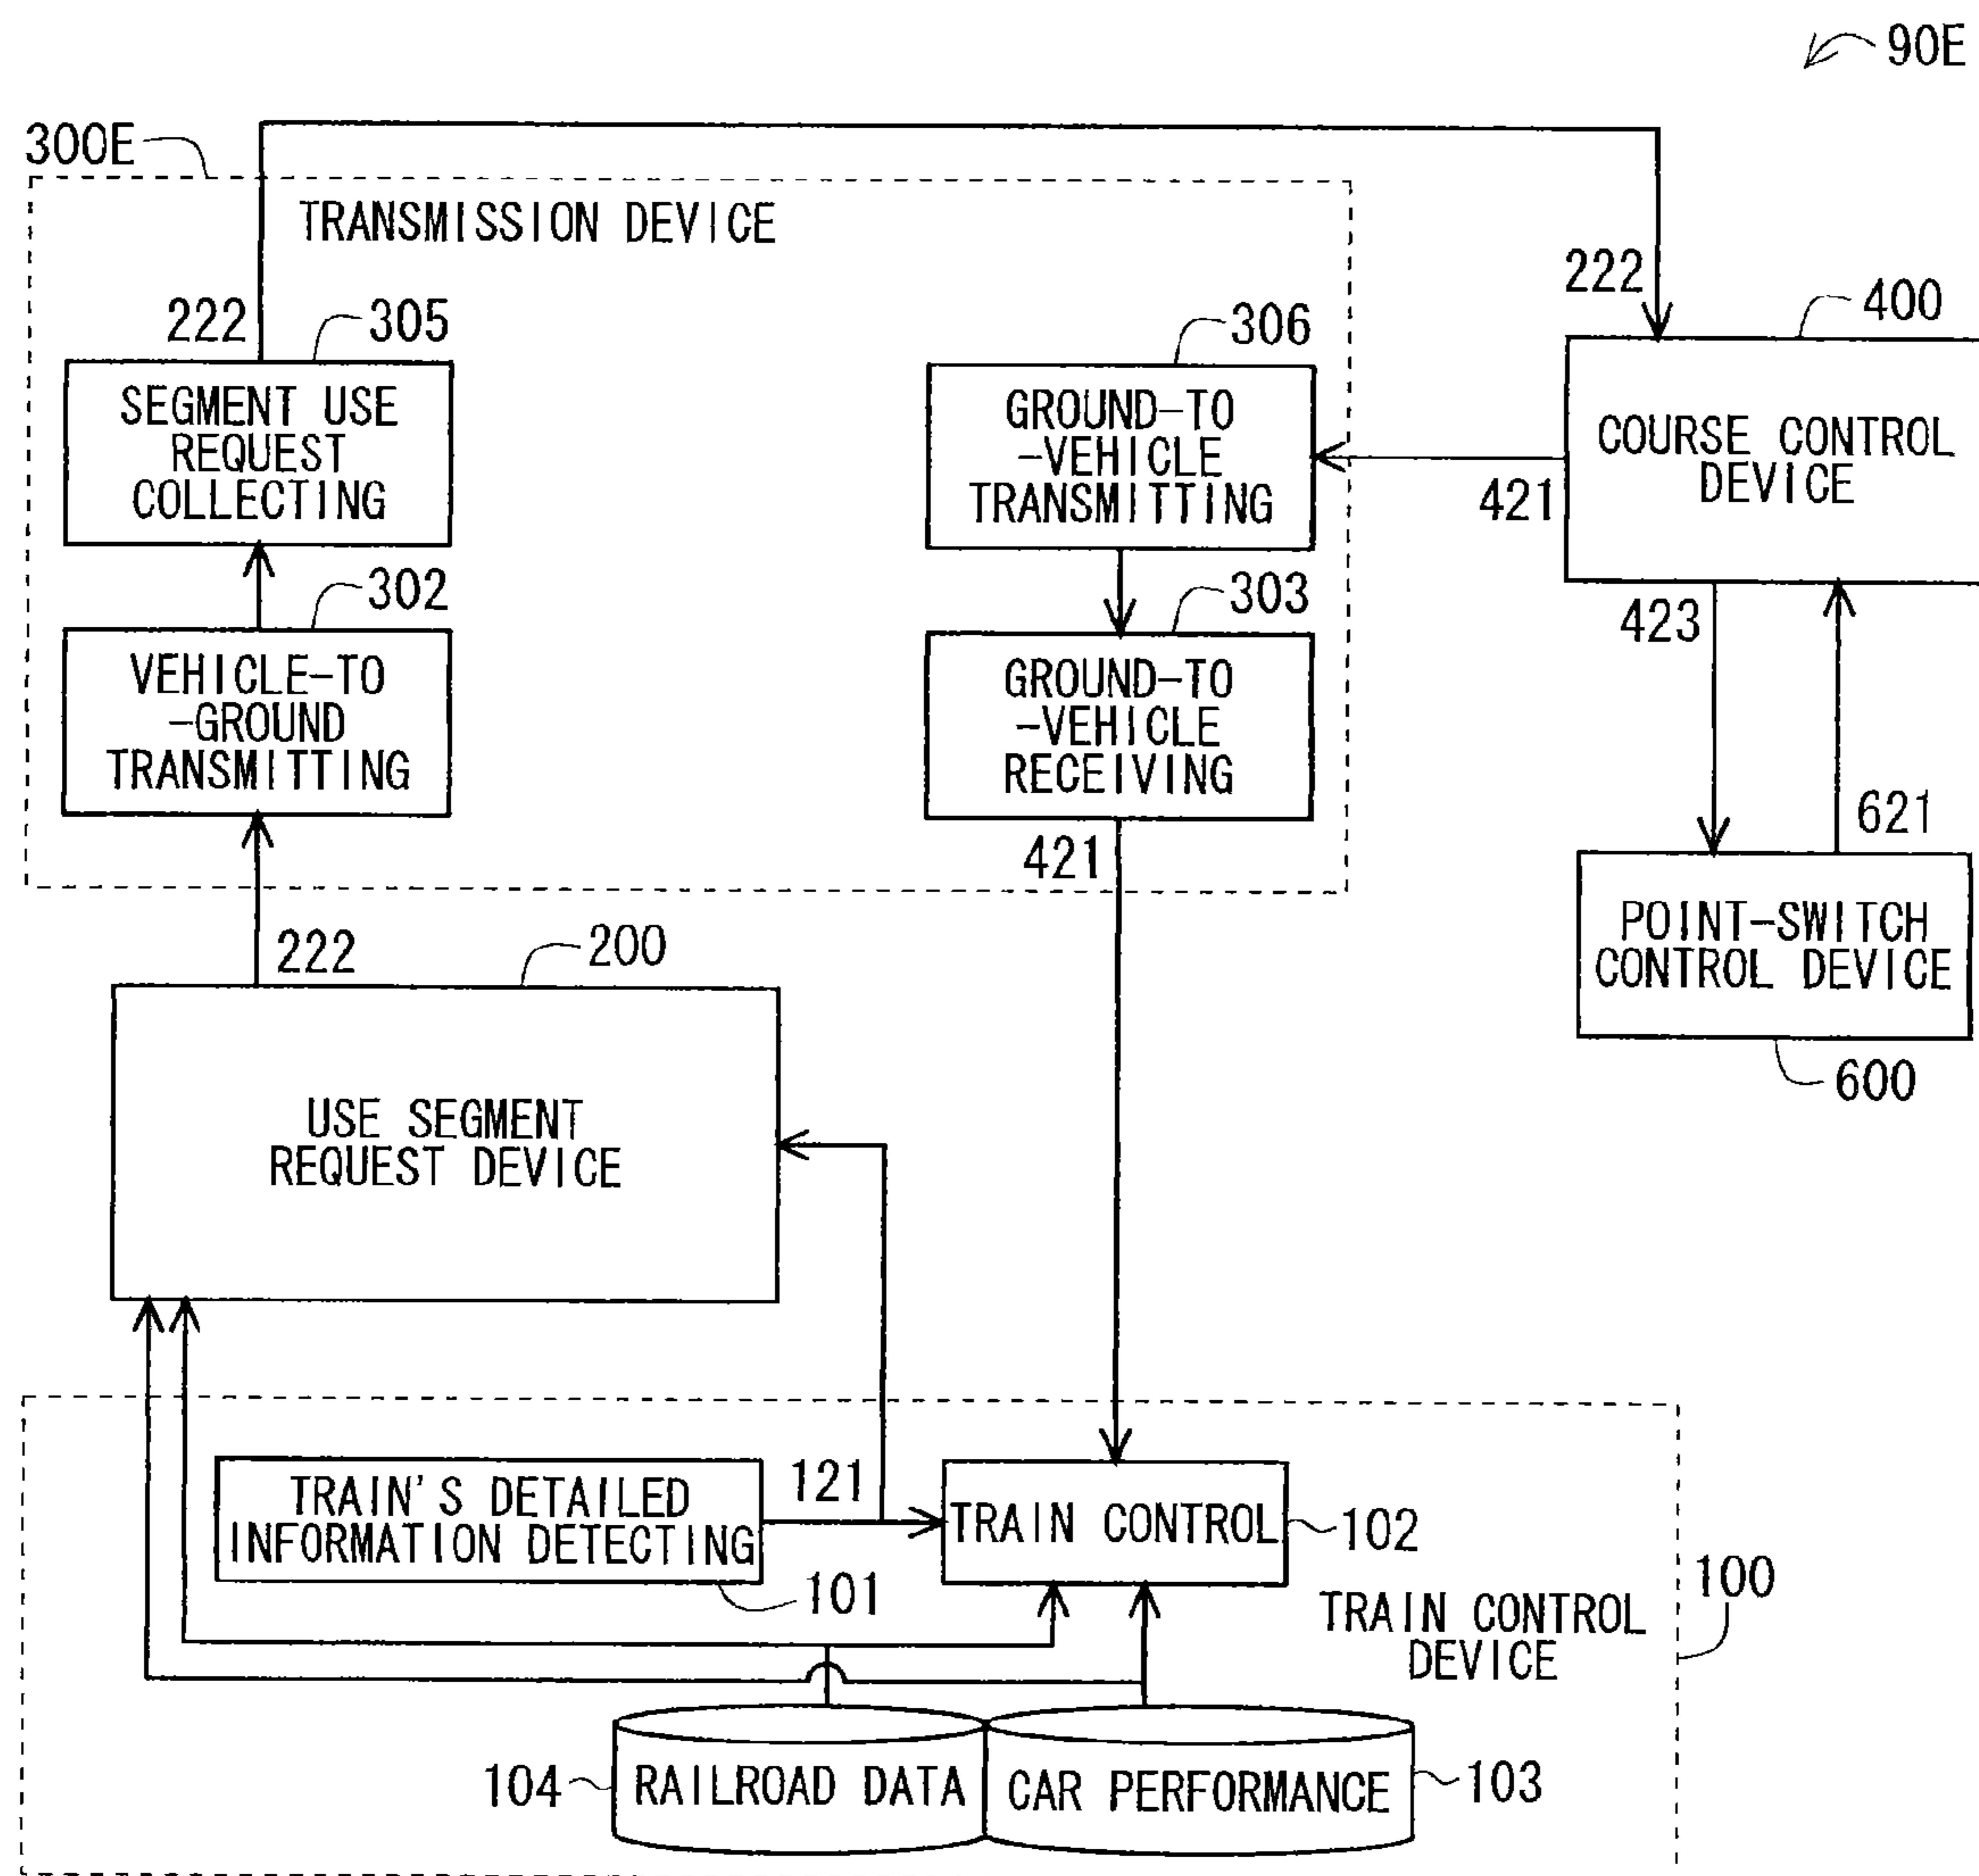 90E
300E
TRANSMISSION DEVICE
222
305
306
222
400
SEGMENT USE
REQUEST
COLLECTING
GROUND-TO
-VEHICLE
TRANSMITTING
COURSE CONTROL
DEVICE
421
302
303
423
VEHICLE-TO
-GROUND
TRANSMITTING
GROUND-TO
-VEHICLE
RECEIVING
621
421
POINT-SWITCH
CONTROL DEVICE
600
222
200
USE SEGMENT
REQUEST DEVICE
TRAIN'S DETAILED
INFORMATION DETECTING
121
TRAIN CONTROL
102
101
100
TRAIN CONTROL
DEVICE
104
RAILROAD DATA
CAR PERFORMANCE
103